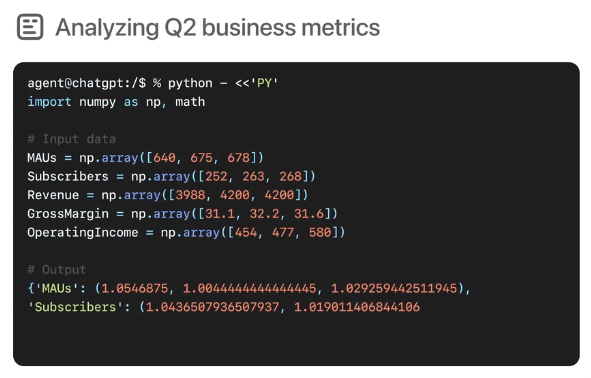 Analyzing Q2 business metrics
agent@chatgpt:/$ % python - <<'PY'
import numpy as np, math
# Input data
MAUs = np.array([640, 675, 678])
Subscribers = np.array([252, 263, 268])
Revenue = np.array([3988, 4200, 4200])
GrossMargin = np.array([31.1, 32.2, 31.6])
OperatingIncome = np.array([454, 477, 580])
# Output
{'MAUs': (1.0546875, 1.0044444444444445, 1.029259442511945),
'Subscribers': (1.0436507936507937, 1.019011406844106